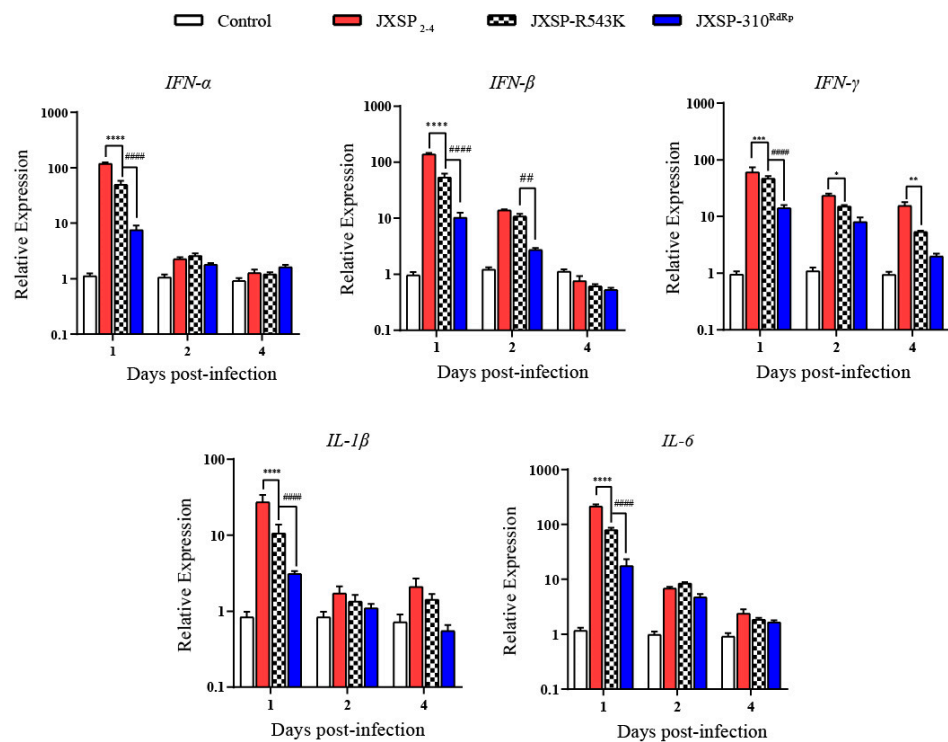 Control JXSP2-4 JXSP-R543K JXSP-310RdRp
IFN-α
Relative Expression
1000
100
10
1
0.1
**** ####
1 2 4
Days post-infection
IFN-β
Relative Expression
1000
100
10
1
0.1
**** #### ##
1 2 4
Days post-infection
IFN-γ
Relative Expression
1000
100
10
1
0.1
*** #### * **
1 2 4
Days post-infection
IL-1β
Relative Expression
100
10
1
0.1
**** ####
1 2 4
Days post-infection
IL-6
Relative Expression
1000
100
10
1
0.1
**** ####
1 2 4
Days post-infection